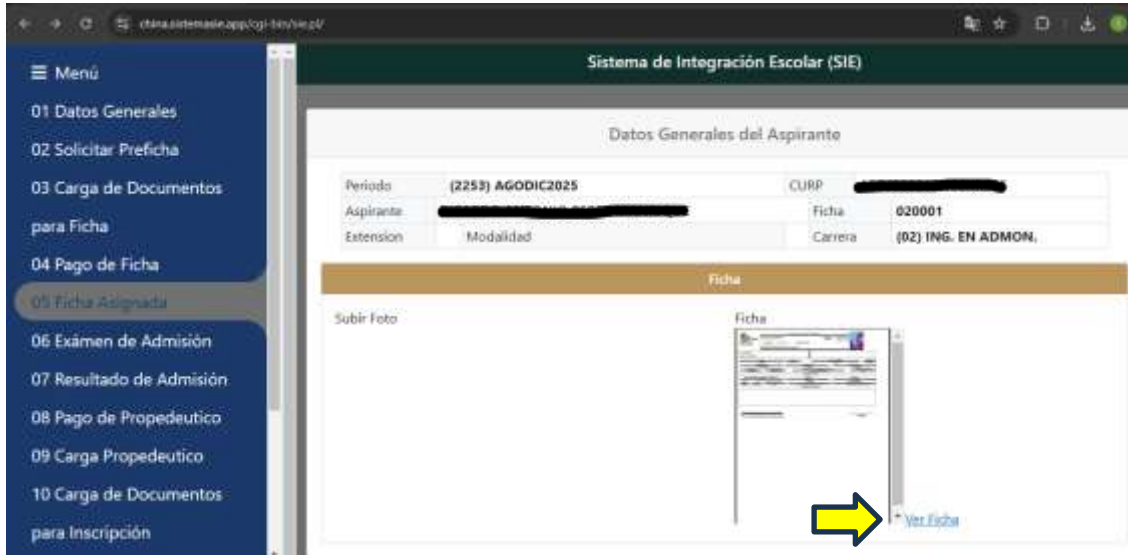 china.sistemasie.app/cgi-bin/sie.pl/
Sistema de Integración Escolar (SIE)
Menú
01 Datos Generales
02 Solicitar Preficha
03 Carga de Documentos
para Ficha
04 Pago de Ficha
05 Ficha Asignada
06 Exámen de Admisión
07 Resultado de Admisión
08 Pago de Propedeutico
09 Carga Propedeutico
10 Carga de Documentos
para Inscripción
Datos Generales del Aspirante
Periodo (2253) AGODIC2025 CURP
Aspirante Ficha 020001
Extension Modalidad Carrera (02) ING. EN ADMON.
Ficha
Subir Foto Ficha
Ver Ficha